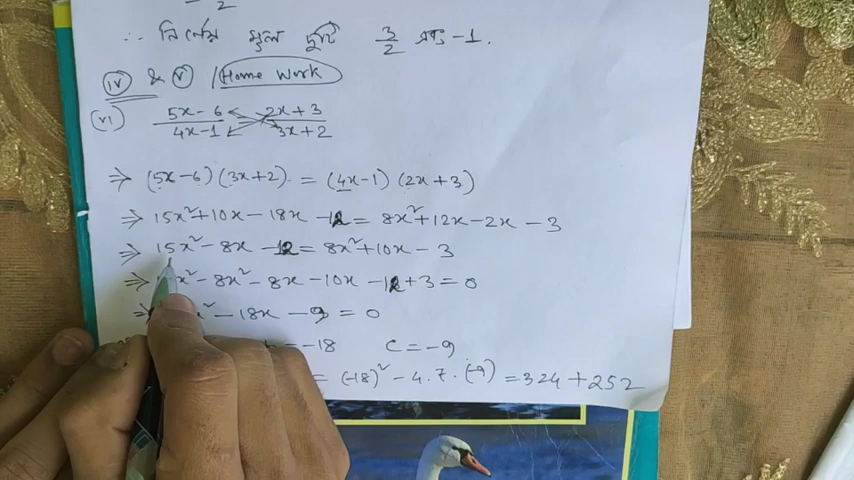 2
∴ নির্ণেয় মূল দুটি 3/2 এবং -1.
(iv) & (v) / Home Work
(vi) (5x-6)/(4x-1) = (2x+3)/(3x+2)
⇒ (5x-6)(3x+2) = (4x-1)(2x+3)
⇒ 15x²+10x-18x-12 = 8x²+12x-2x-3
⇒ 15x²-8x-12 = 8x²+10x-3
⇒ x²-8x²-8x-10x-12+3=0
⇒ x²-18x-9=0
= -18 C = -9
= (-18)²-4.7.(-9) = 324+252